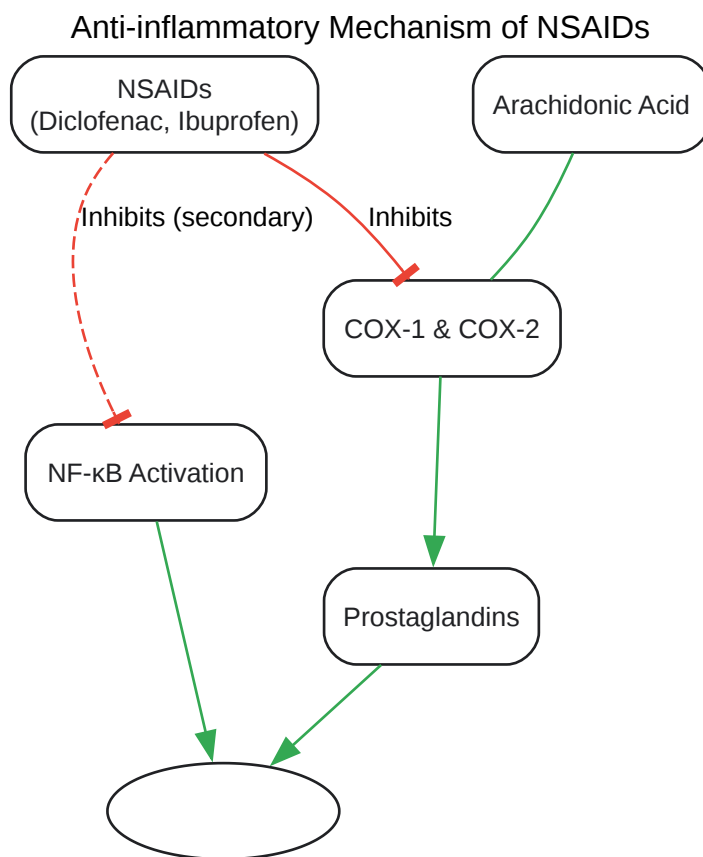 Anti-inflammatory Mechanism of NSAIDs
NSAIDs
(Diclofenac, Ibuprofen)
Arachidonic Acid
Inhibits (secondary)
Inhibits
COX-1 & COX-2
NF-κB Activation
Prostaglandins